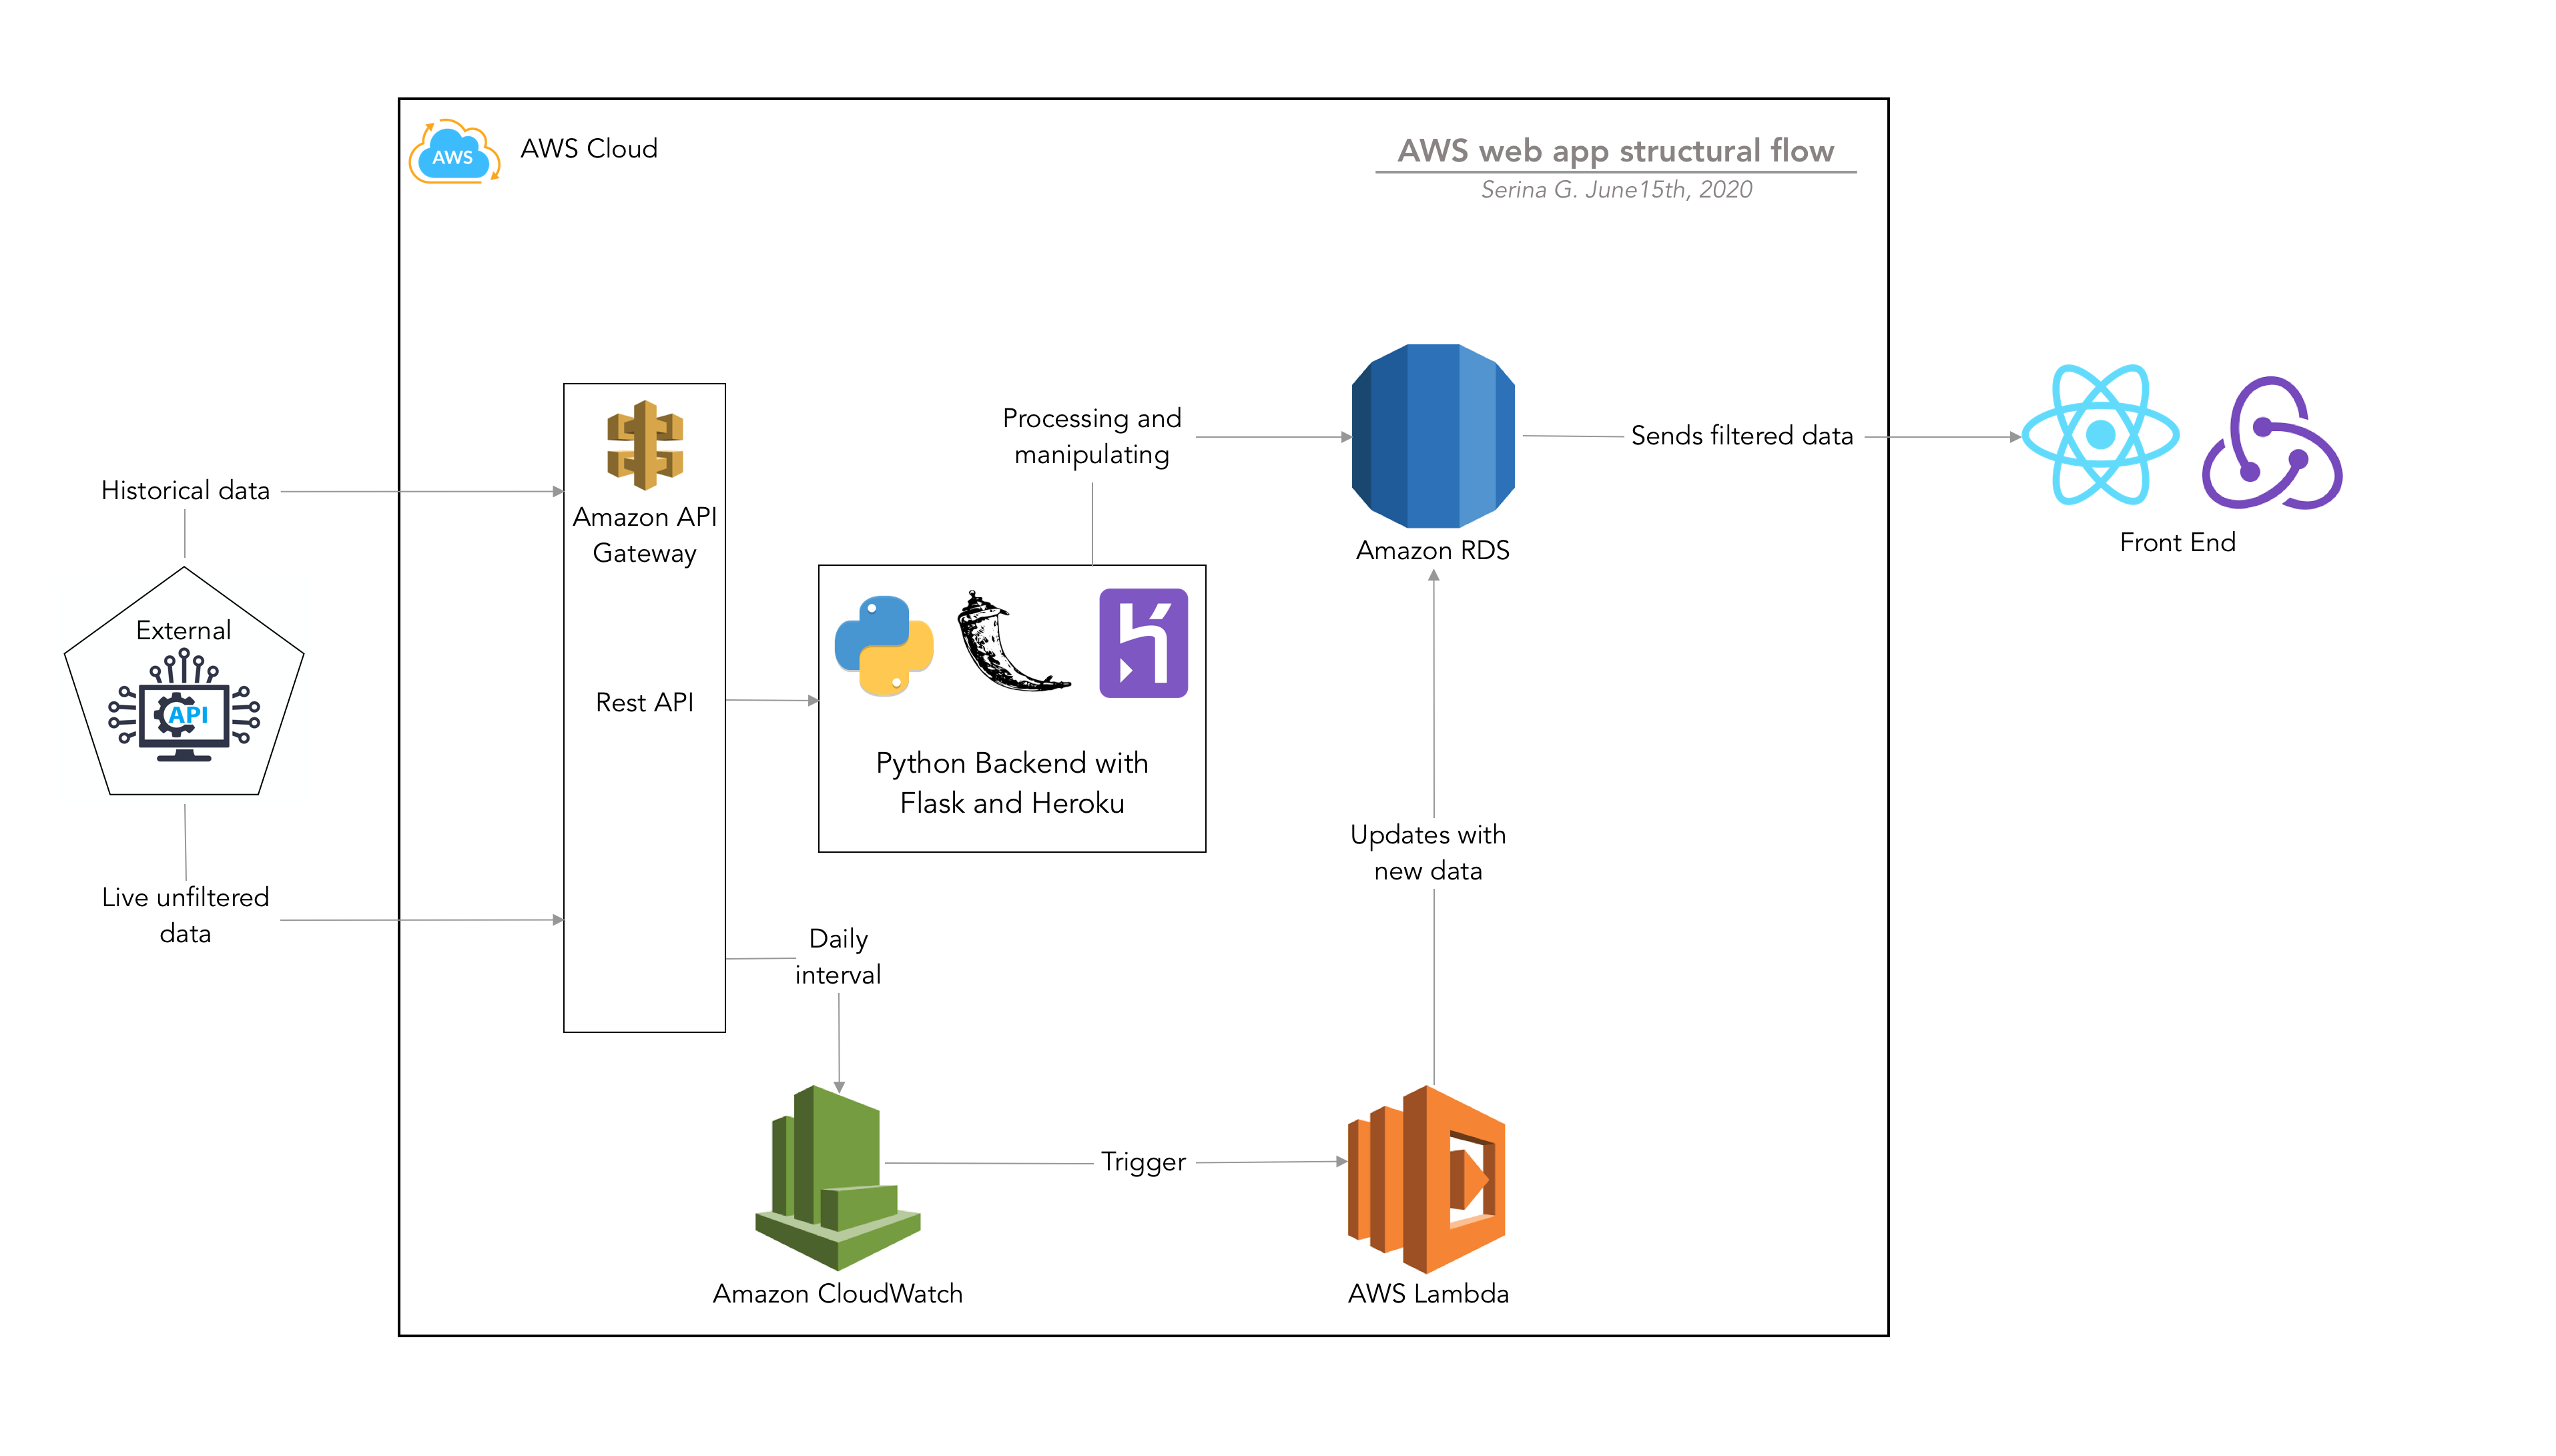 AWS
AWS Cloud
AWS web app structural flow
Serina G. June15th, 2020
Historical data
External
API
Live unfiltered
data
Amazon API
Gateway
Rest API
Processing and
manipulating
Python Backend with
Flask and Heroku
Daily
interval
Amazon CloudWatch
Trigger
AWS Lambda
Updates with
new data
Amazon RDS
Sends filtered data
Front End